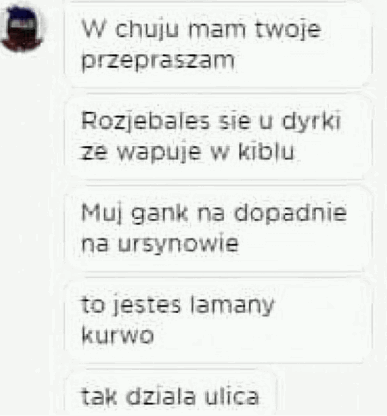 W chuju mam twoje
przepraszam
Rozjebales sie u dyrki
ze wapuje w kiblu
Muj gank na dopadnie
na ursynowie
to jestes lamany
kurwo
tak dziala ulica